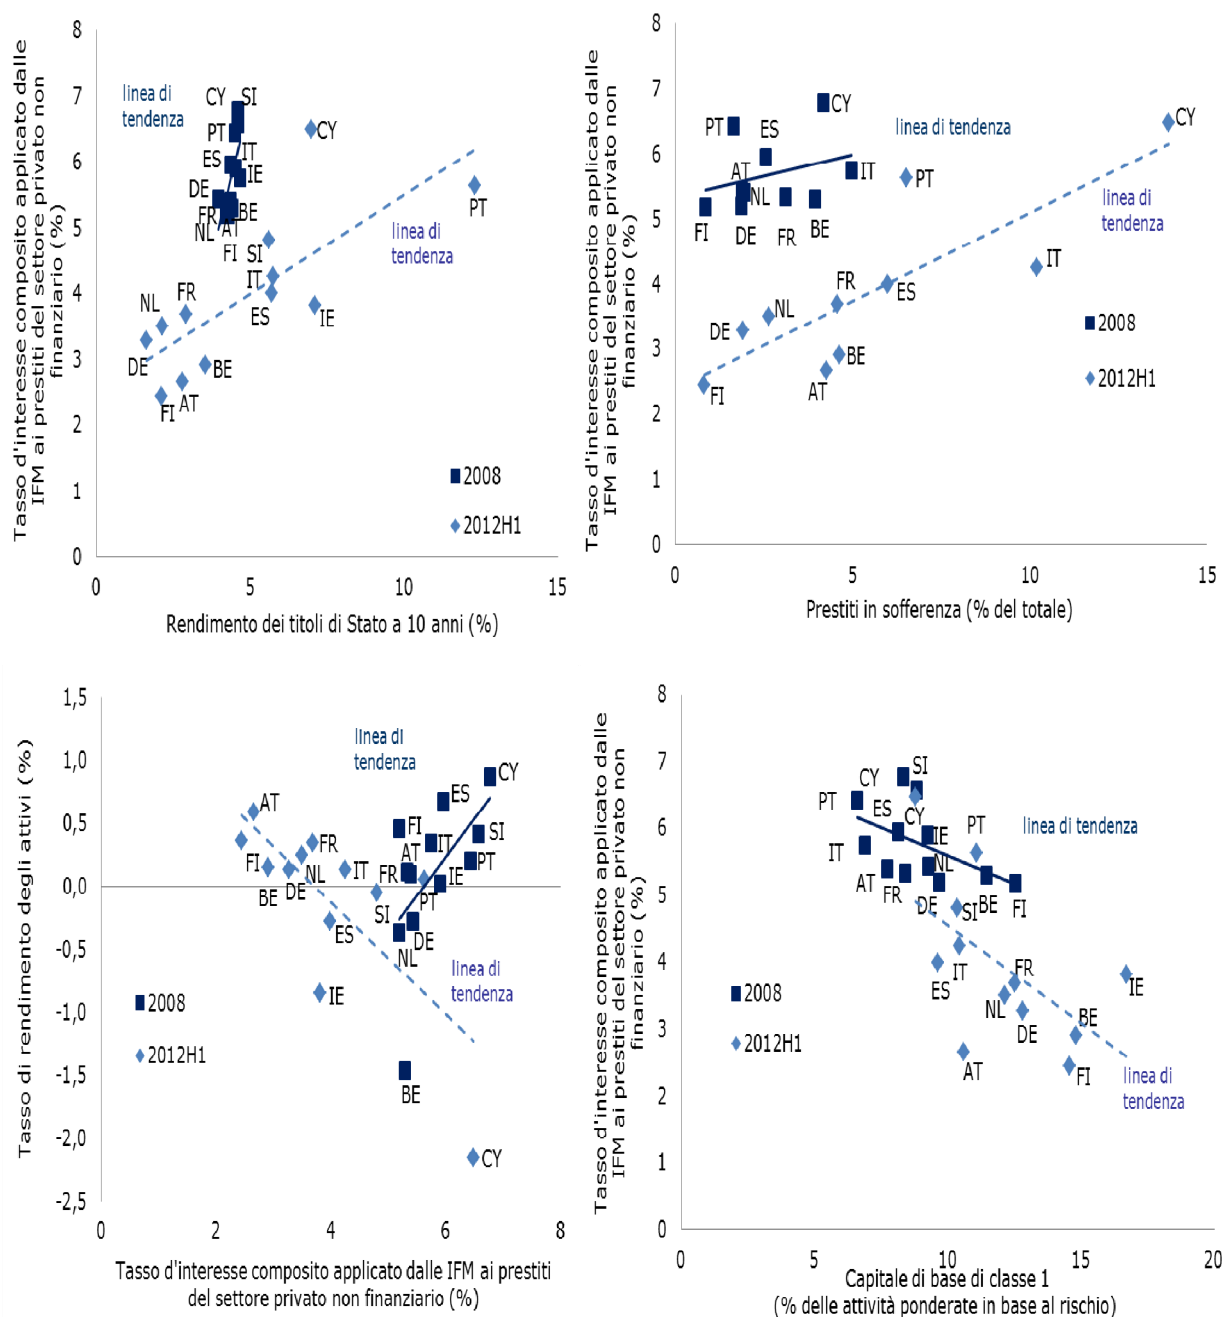 Tasso d'interesse composito applicato dalle
IFM ai prestiti del settore privato non
finanziario (%)
8
7
6
5
4
3
2
1
0
linea di
tendenza
CY
SI
PT
IT
ES
IE
DE
FR
BE
NL
AT
FI
CY
PT
linea di
tendenza
SI
IT
ES
IE
NL
FR
DE
BE
AT
FI
2008
2012H1
0
5
10
15
Rendimento dei titoli di Stato a 10 anni (%)
Tasso d'interesse composito applicato dalle
IFM ai prestiti del settore privato non
finanziario (%)
8
7
6
5
4
3
2
1
0
CY
PT
ES
linea di tendenza
AT
IT
NL
FI
DE
FR
BE
CY
PT
linea di
tendenza
IT
FR
ES
NL
DE
BE
AT
FI
2008
2012H1
0
5
10
15
Prestiti in sofferenza (% del totale)
Tasso di rendimento degli attivi (%)
1,5
1,0
0,5
0,0
-0,5
-1,0
-1,5
-2,0
-2,5
linea di
tendenza
CY
ES
AT
FI
SI
FR
IT
AT
IT
FR
PT
FI
NL
BE
DE
IE
SI
PT
ES
DE
NL
linea di
tendenza
IE
2008
2012H1
BE
CY
0
2
4
6
8
Tasso d'interesse composito applicato dalle IFM ai prestiti
del settore privato non finanziario (%)
Tasso d'interesse composito applicato dalle
IFM ai prestiti del settore privato non
finanziario (%)
8
7
6
5
4
3
2
1
0
SI
CY
PT
ES
CY
IE
PT
linea di tendenza
IT
NL
AT
FR
DE
SI
BE
FI
IT
ES
FR
IE
NL
DE
BE
AT
FI
linea di
tendenza
2008
2012H1
0
5
10
15
20
Capitale di base di classe 1
(% delle attività ponderate in base al rischio)